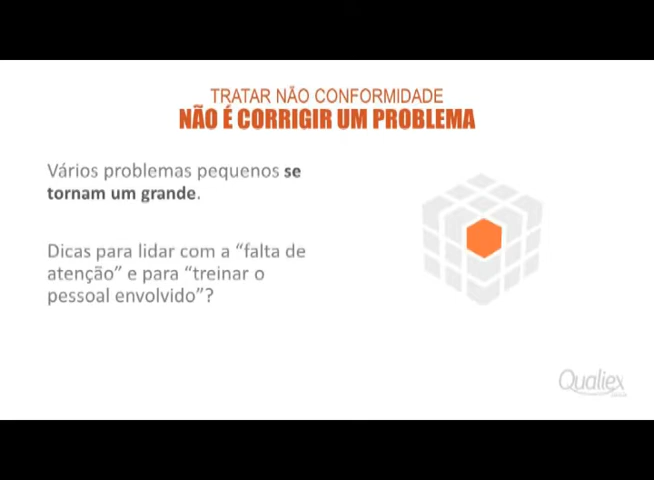 TRATAR NÃO CONFORMIDADE
NÃO É CORRIGIR UM PROBLEMA
Vários problemas pequenos se
tornam um grande.
Dicas para lidar com a “falta de
atenção” e para “treinar o
pessoal envolvido”?
Qualiex